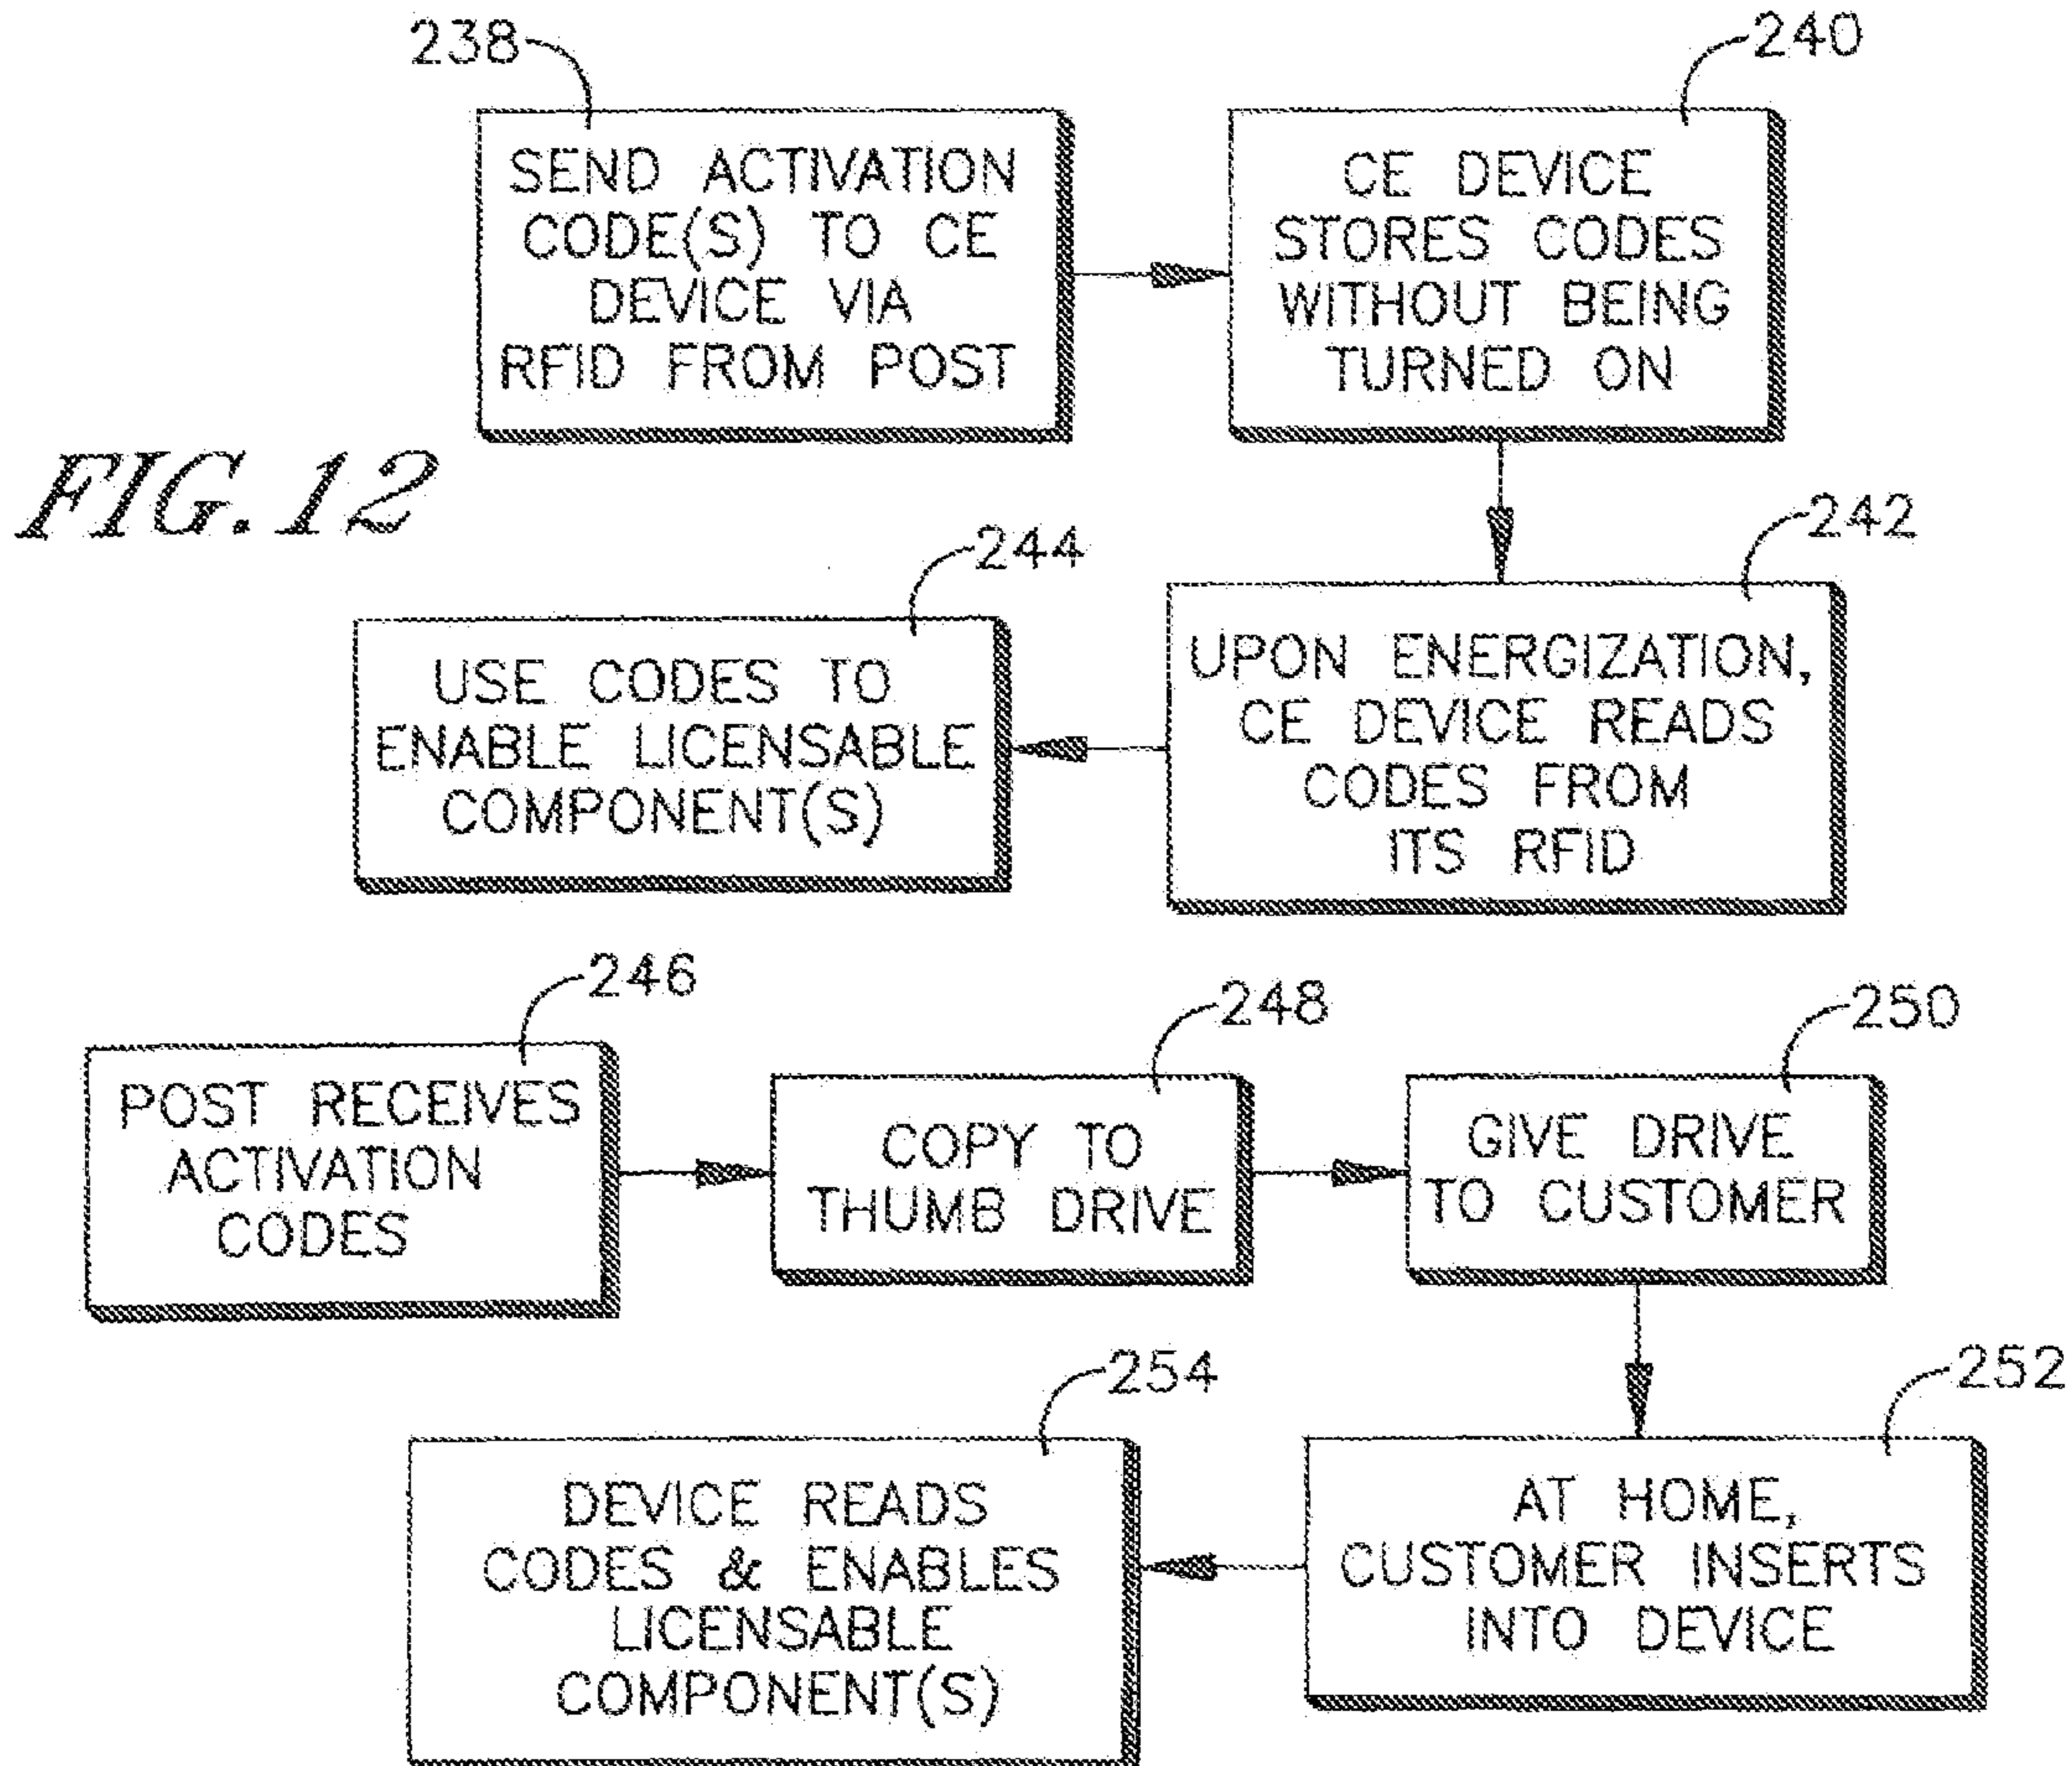 238
240
SEND ACTIVATION
CODE(S) TO CE
DEVICE VIA
RFID FROM POST
CE DEVICE
STORES CODES
WITHOUT BEING
TURNED ON
FIG. 12
244
242
USE CODES TO
ENABLE LICENSABLE
COMPONENT(S)
UPON ENERGIZATION,
CE DEVICE READS
CODES FROM
ITS RFID
246
248
250
POST RECEIVES
ACTIVATION
CODES
COPY TO
THUMB DRIVE
GIVE DRIVE
TO CUSTOMER
254
252
DEVICE READS
CODES & ENABLES
LICENSABLE
COMPONENT(S)
AT HOME,
CUSTOMER INSERTS
INTO DEVICE